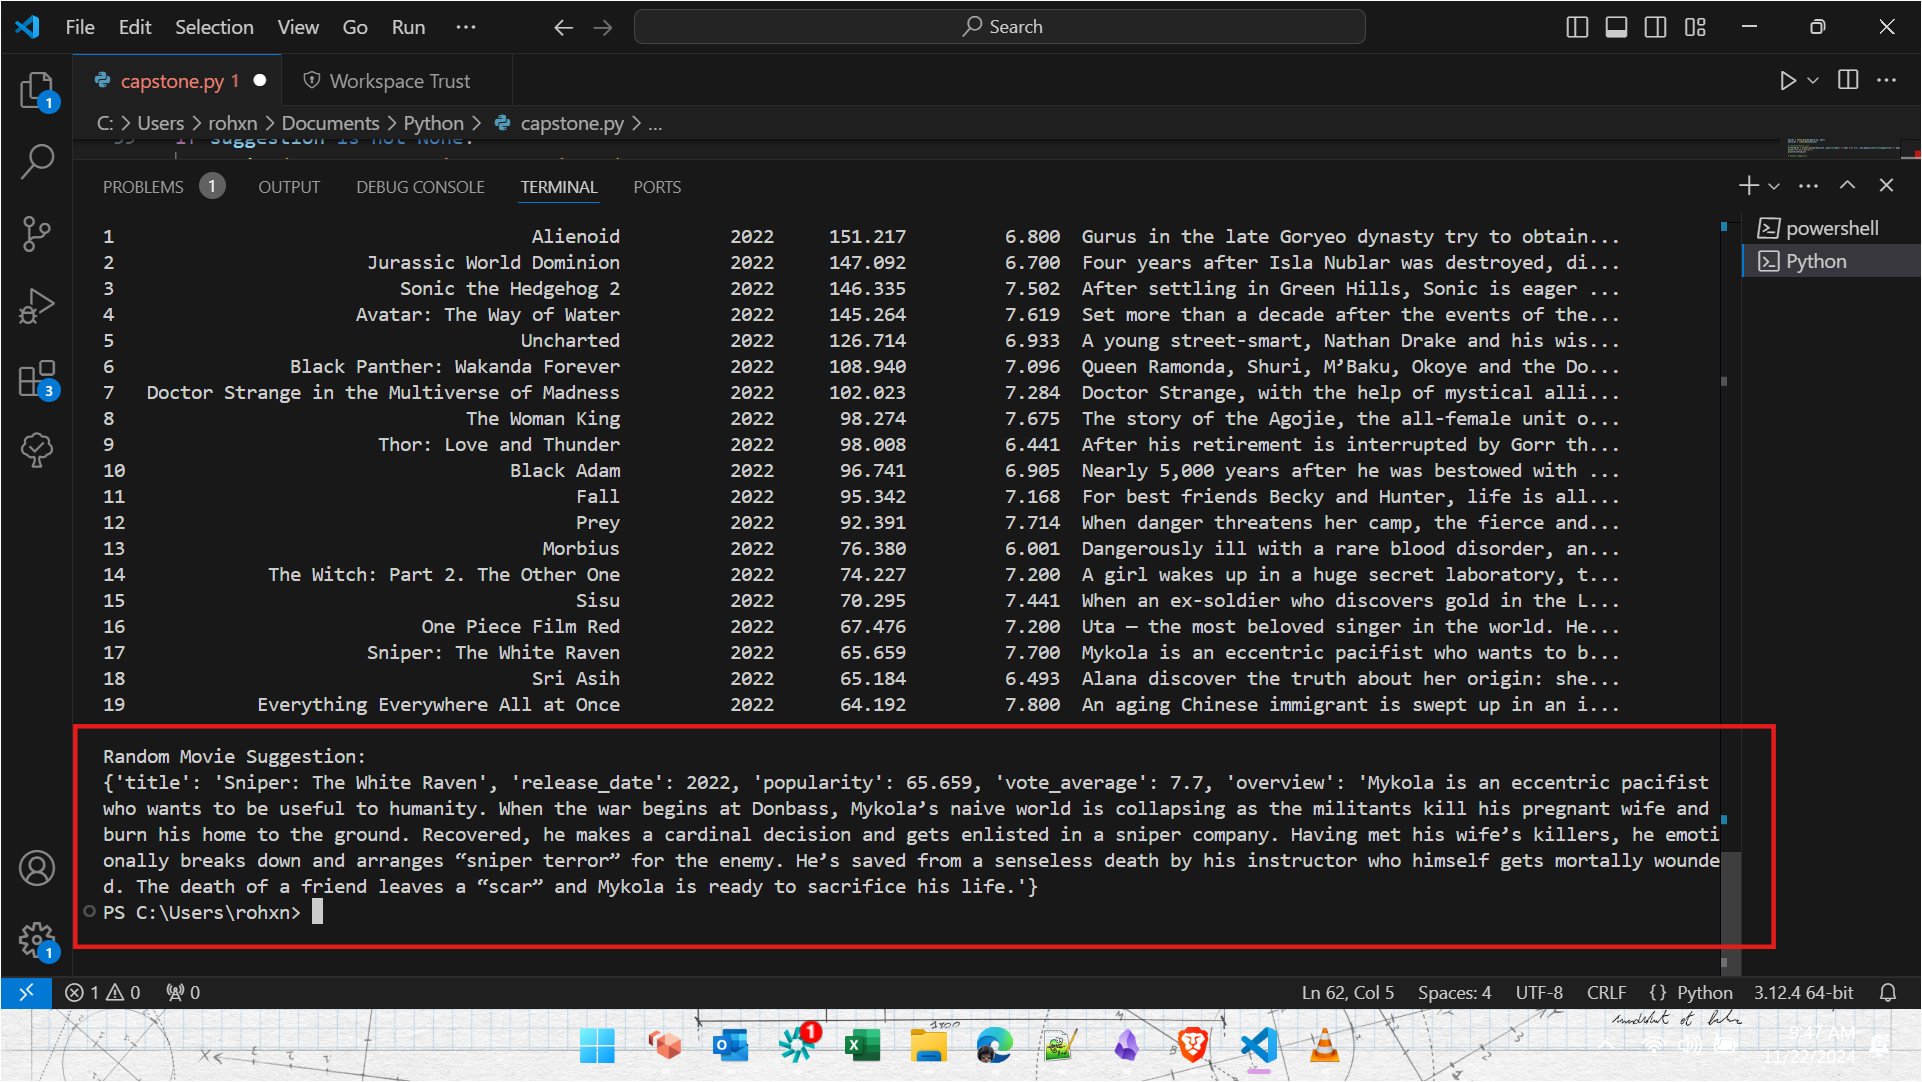 File Edit Selection View Go Run ··· Search
capstone.py 1 Workspace Trust
C: > Users > rohxn > Documents > Python > capstone.py > ...
PROBLEMS 1 OUTPUT DEBUG CONSOLE TERMINAL PORTS
powershell
Python
1 Alienoid 2022 151.217 6.800 Gurus in the late Goryeo dynasty try to obtain...
2 Jurassic World Dominion 2022 147.092 6.700 Four years after Isla Nublar was destroyed, di...
3 Sonic the Hedgehog 2 2022 146.335 7.502 After settling in Green Hills, Sonic is eager ...
4 Avatar: The Way of Water 2022 145.264 7.619 Set more than a decade after the events of the...
5 Uncharted 2022 126.714 6.933 A young street-smart, Nathan Drake and his wis...
6 Black Panther: Wakanda Forever 2022 108.940 7.096 Queen Ramonda, Shuri, M’Baku, Okoye and the Do...
7 Doctor Strange in the Multiverse of Madness 2022 102.023 7.284 Doctor Strange, with the help of mystical alli...
8 The Woman King 2022 98.274 7.675 The story of the Agojie, the all-female unit o...
9 Thor: Love and Thunder 2022 98.008 6.441 After his retirement is interrupted by Gorr th...
10 Black Adam 2022 96.741 6.905 Nearly 5,000 years after he was bestowed with ...
11 Fall 2022 95.342 7.168 For best friends Becky and Hunter, life is all...
12 Prey 2022 92.391 7.714 When danger threatens her camp, the fierce and...
13 Morbius 2022 76.380 6.001 Dangerously ill with a rare blood disorder, an...
14 The Witch: Part 2. The Other One 2022 74.227 7.200 A girl wakes up in a huge secret laboratory, t...
15 Sisu 2022 70.295 7.441 When an ex-soldier who discovers gold in the L...
16 One Piece Film Red 2022 67.476 7.200 Uta — the most beloved singer in the world. He...
17 Sniper: The White Raven 2022 65.659 7.700 Mykola is an eccentric pacifist who wants to b...
18 Sri Asih 2022 65.184 6.493 Alana discover the truth about her origin: she...
19 Everything Everywhere All at Once 2022 64.192 7.800 An aging Chinese immigrant is swept up in an i...
Random Movie Suggestion:
{'title': 'Sniper: The White Raven', 'release_date': 2022, 'popularity': 65.659, 'vote_average': 7.7, 'overview': 'Mykola is an eccentric pacifist
who wants to be useful to humanity. When the war begins at Donbass, Mykola’s naive world is collapsing as the militants kill his pregnant wife and
burn his home to the ground. Recovered, he makes a cardinal decision and gets enlisted in a sniper company. Having met his wife’s killers, he emoti
onally breaks down and arranges “sniper terror” for the enemy. He’s saved from a senseless death by his instructor who himself gets mortally wounde
d. The death of a friend leaves a “scar” and Mykola is ready to sacrifice his life.'}
PS C:\Users\rohxn>
1 0 0 Ln 62, Col 5 Spaces: 4 UTF-8 CRLF {} Python 3.12.4 64-bit
9:47 AM
11/22/2024